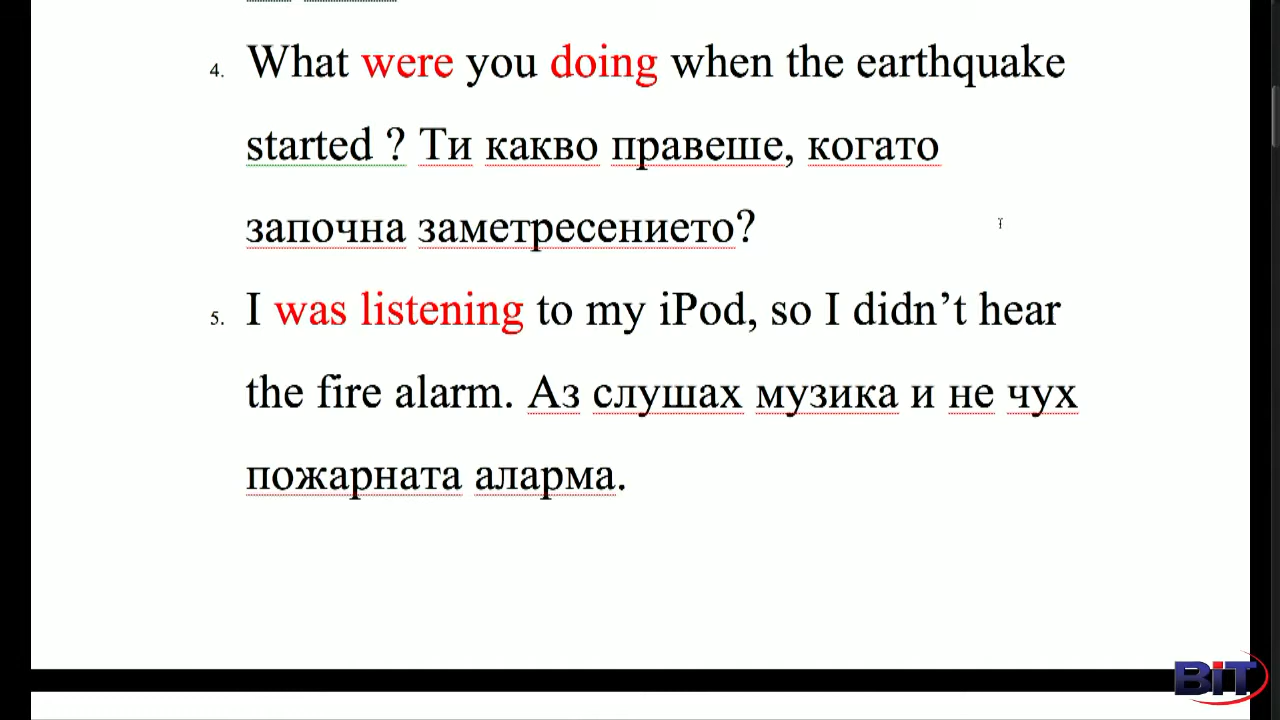 4. What were you doing when the earthquake
started ? Ти какво правеше, когато
започна заметресението?
5. I was listening to my iPod, so I didn’t hear
the fire alarm. Аз слушах музика и не чух
пожарната аларма.
BiT